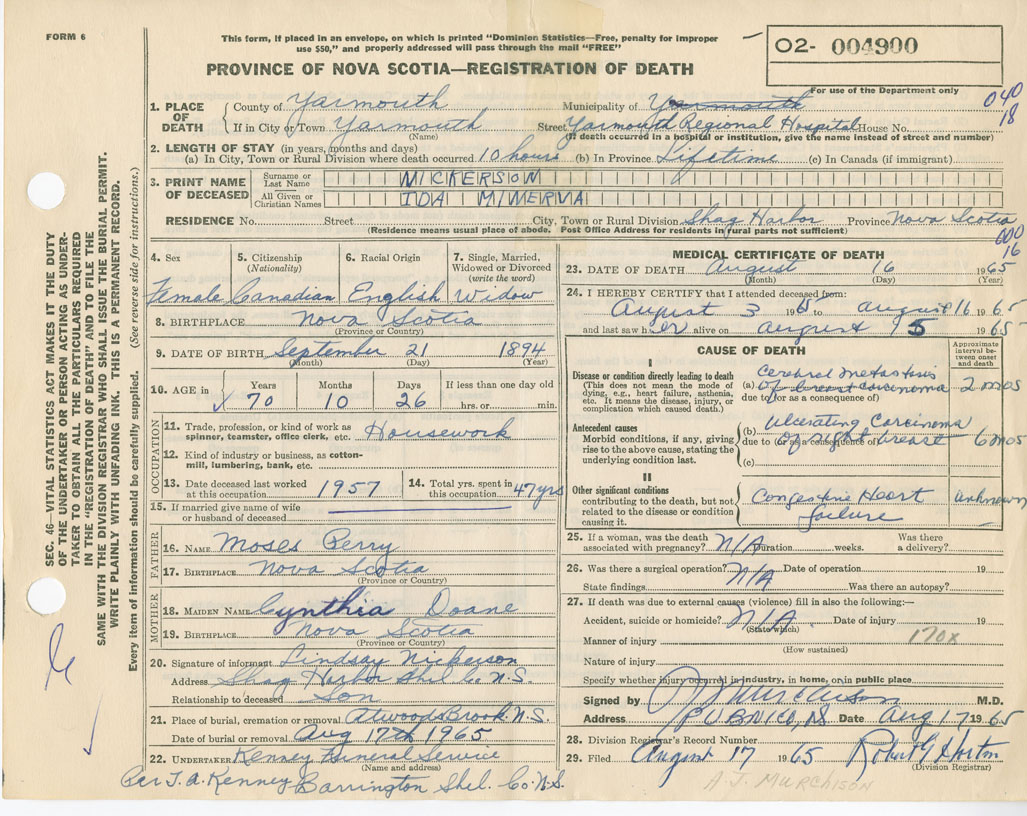 FORM 6
This form, if placed in an envelope, on which is printed "Dominion Statistics—Free, penalty for improper
use $50," and properly addressed will pass through the mail "FREE"
PROVINCE OF NOVA SCOTIA—REGISTRATION OF DEATH
02- 004900
For use of the Department only
040
18
SEC. 46—VITAL STATISTICS ACT MAKES IT THE DUTY
OF THE UNDERTAKER OR PERSON ACTING AS UNDER-
TAKER TO OBTAIN ALL THE PARTICULARS REQUIRED
IN THE "REGISTRATION OF DEATH" AND TO FILE THE
SAME WITH THE DIVISION REGISTRAR WHO SHALL ISSUE THE BURIAL PERMIT.
WRITE PLAINLY WITH UNFADING INK. THIS IS A PERMANENT RECORD.
Every item of information should be carefully supplied. (See reverse side for instructions.)
1. PLACE OF DEATH County of Yarmouth Municipality of Yarmouth
If in City or Town Yarmouth Street Yarmouth Regional Hospital House No.
(Name) (If death occurred in a hospital or institution, give the name instead of street and number)
2. LENGTH OF STAY (in years, months and days)
(a) In City, Town or Rural Division where death occurred 10 hours (b) In Province Lifetime (c) In Canada (if immigrant)
3. PRINT NAME OF DECEASED Surname or Last Name NICKERSON
All Given or Christian Names IDA MINERVA
RESIDENCE No. Street City, Town or Rural Division Shag Harbor Province Nova Scotia
(Residence means usual place of abode. Post Office Address for residents in rural parts not sufficient)
000
16
4. Sex 5. Citizenship (Nationality) 6. Racial Origin 7. Single, Married, Widowed or Divorced (write the word)
Female Canadian English Widow
8. BIRTHPLACE Nova Scotia
(Province or Country)
9. DATE OF BIRTH September 21 1894
(Month) (Day) (Year)
10. AGE in Years Months Days If less than one day old
70 10 26 hrs. or min.
OCCUPATION
11. Trade, profession, or kind of work as spinner, teamster, office clerk, etc. Housework
12. Kind of industry or business, as cotton-mill, lumbering, bank, etc.
13. Date deceased last worked at this occupation 1957 14. Total yrs. spent in this occupation 47 yrs
15. If married give name of wife or husband of deceased
FATHER
16. NAME Moses Perry
17. BIRTHPLACE Nova Scotia
(Province or Country)
MOTHER
18. MAIDEN NAME Cynthia Doane
19. BIRTHPLACE Nova Scotia
(Province or Country)
20. Signature of informant Lindsay Nickerson
Address Shag Harbor Shel. Co. N.S.
Relationship to deceased Son
21. Place of burial, cremation or removal Atwoods Brook N.S.
Date of burial or removal Aug 17th 1965
22. UNDERTAKER Kenney Funeral Service
(Name and address)
Per J. A. Kenney Barrington Shel. Co. N.S.
MEDICAL CERTIFICATE OF DEATH
23. DATE OF DEATH August 16 1965
(Month) (Day) (Year)
24. I HEREBY CERTIFY that I attended deceased from:
August 3 1965 to August 16 1965
and last saw her alive on August 15 1965
CAUSE OF DEATH
Approximate interval between onset and death
I
Disease or condition directly leading to death
(This does not mean the mode of dying, e.g., heart failure, asthenia, etc. It means the disease, injury, or complication which caused death.)
(a) Cerebral metastasis of breast carcinoma 2 mos
due to (or as a consequence of)
Antecedent causes
Morbid conditions, if any, giving rise to the above cause, stating the underlying condition last.
(b) Ulcerating Carcinoma of right breast 6 mos
due to (or as a consequence of)
(c)
II
Other significant conditions
contributing to the death, but not related to the disease or condition causing it.
Congestive Heart failure unknown
25. If a woman, was the death associated with pregnancy? N/A Duration weeks. Was there a delivery?
26. Was there a surgical operation? N/A Date of operation 19
State findings Was there an autopsy?
27. If death was due to external causes (violence) fill in also the following:—
Accident, suicide or homicide? N/A Date of injury 19
(State which)
Manner of injury 170x
(How sustained)
Nature of injury
Specify whether injury occurred in industry, in home, or in public place
Signed by A J Murchison M.D.
Address PUBNICO, NS Date Aug 17 1965
28. Division Registrar's Record Number
29. Filed August 17 1965 Robert G Horton
(Division Registrar)
A. J. MURCHISON